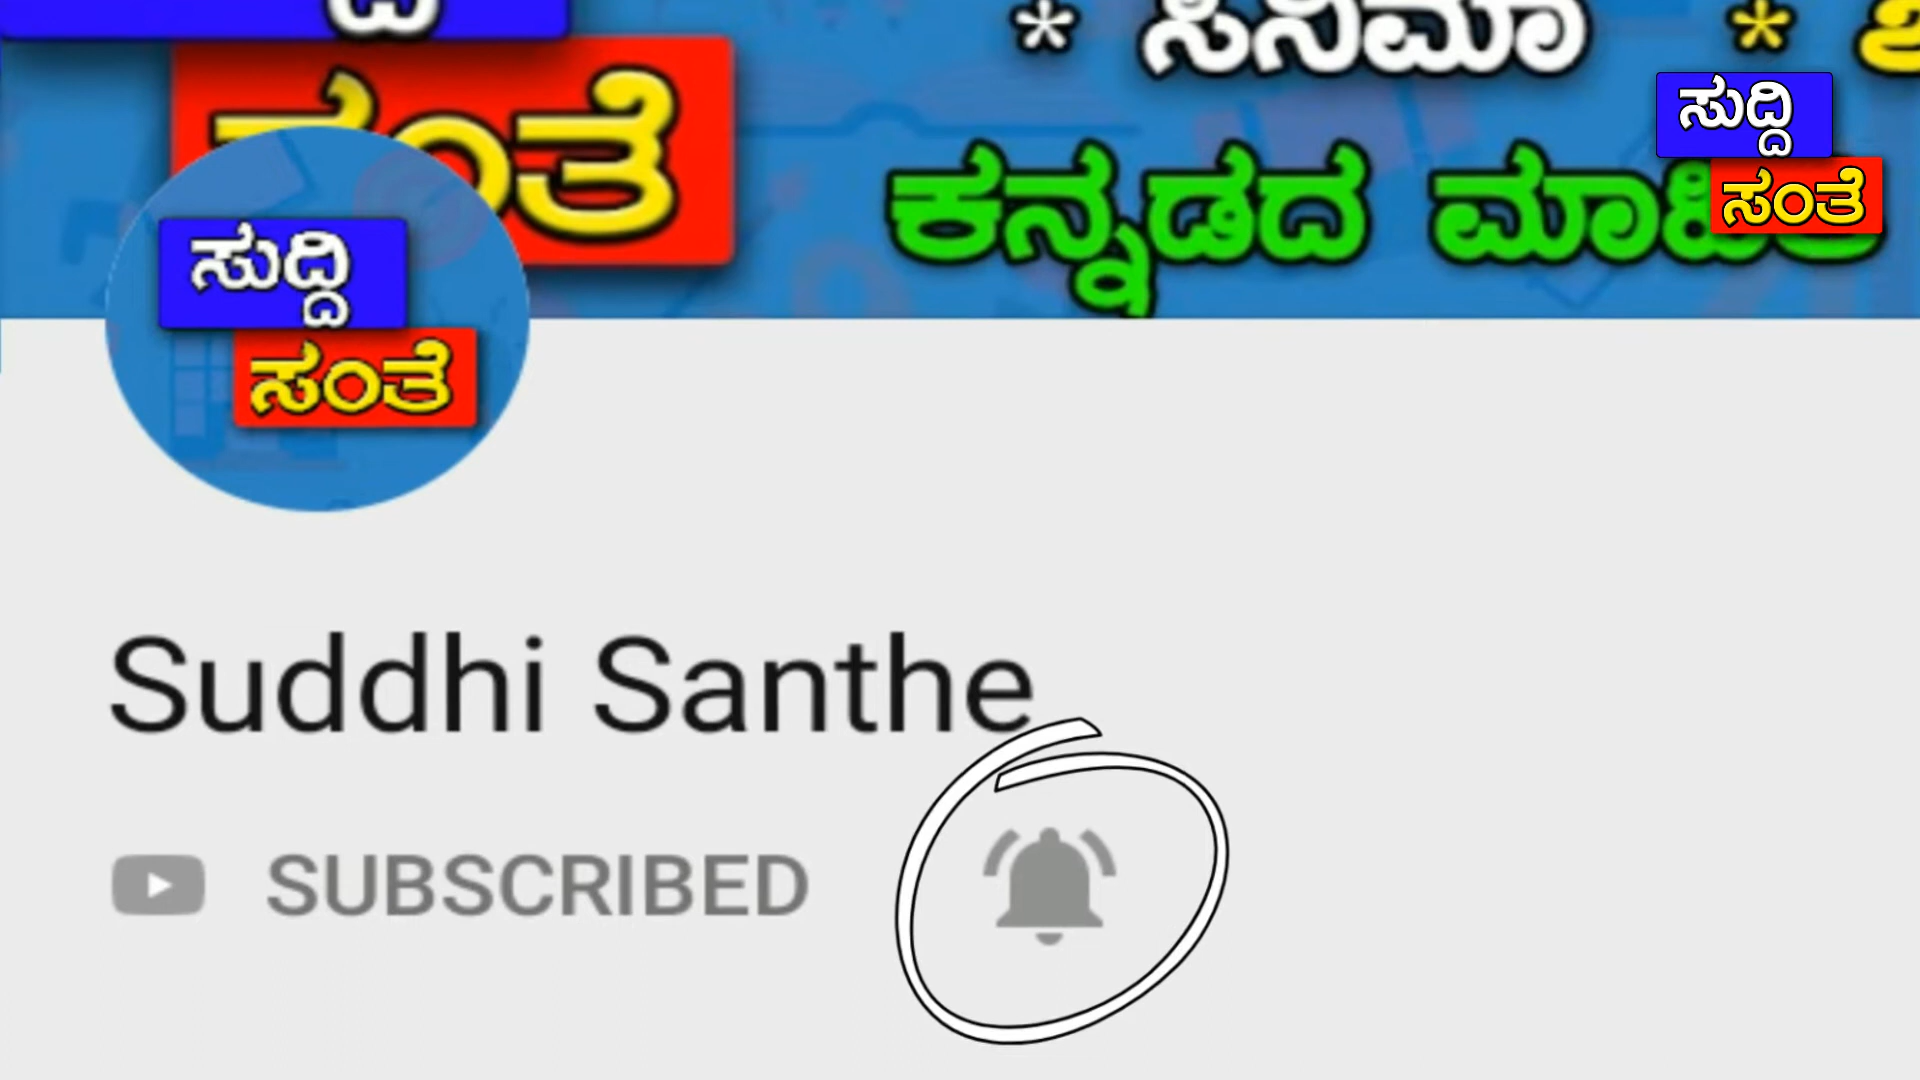 * ಸಿನಿಮಾ *
ಸಂತೆ
ಕನ್ನಡದ
ಸುದ್ದಿ
ಸಂತೆ
ಸುದ್ದಿ
ಸಂತೆ
Suddhi Santhe
SUBSCRIBED